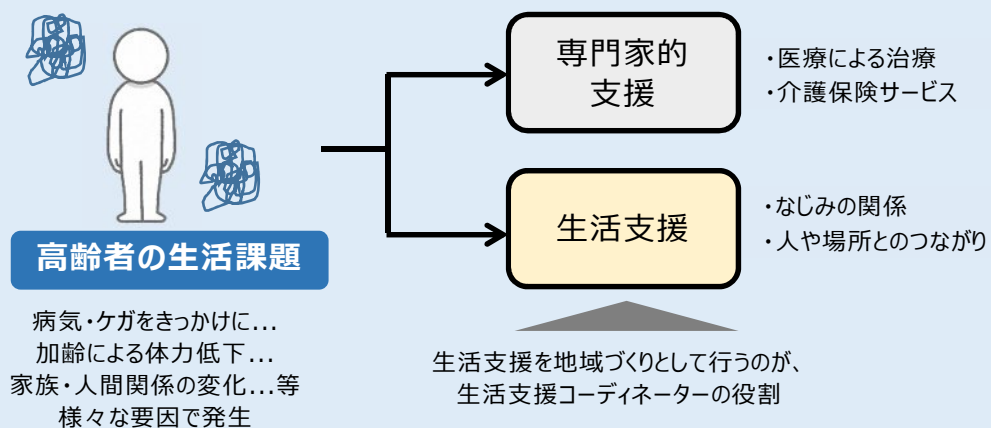 専門家的
支援
・医療による治療
・介護保険サービス
生活支援
・なじみの関係
・人や場所とのつながり
高齢者の生活課題
病気・ケガをきっかけに…
加齢による体力低下…
家族・人間関係の変化…等
様々な要因で発生
生活支援を地域づくりとして行うのが、
生活支援コーディネーターの役割